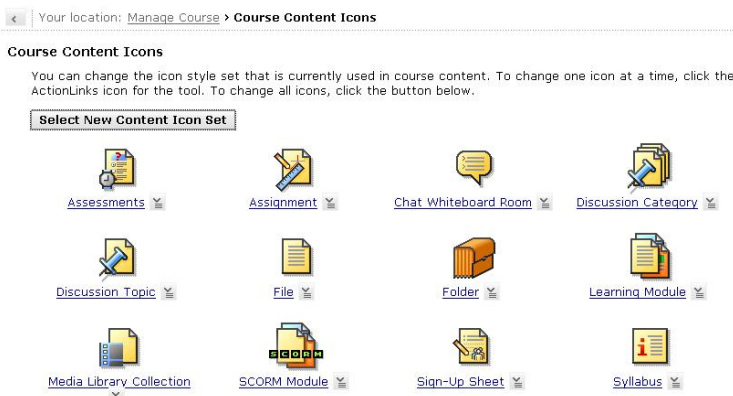 Your location: Manage Course > Course Content Icons
Course Content Icons
You can change the icon style set that is currently used in course content. To change one icon at a time, click the
ActionLinks icon for the tool. To change all icons, click the button below.
Select New Content Icon Set
Assessments
Assignment
Chat Whiteboard Room
Discussion Category
Discussion Topic
File
Folder
Learning Module
SCORM
Media Library Collection
SCORM Module
Sign-Up Sheet
Syllabus